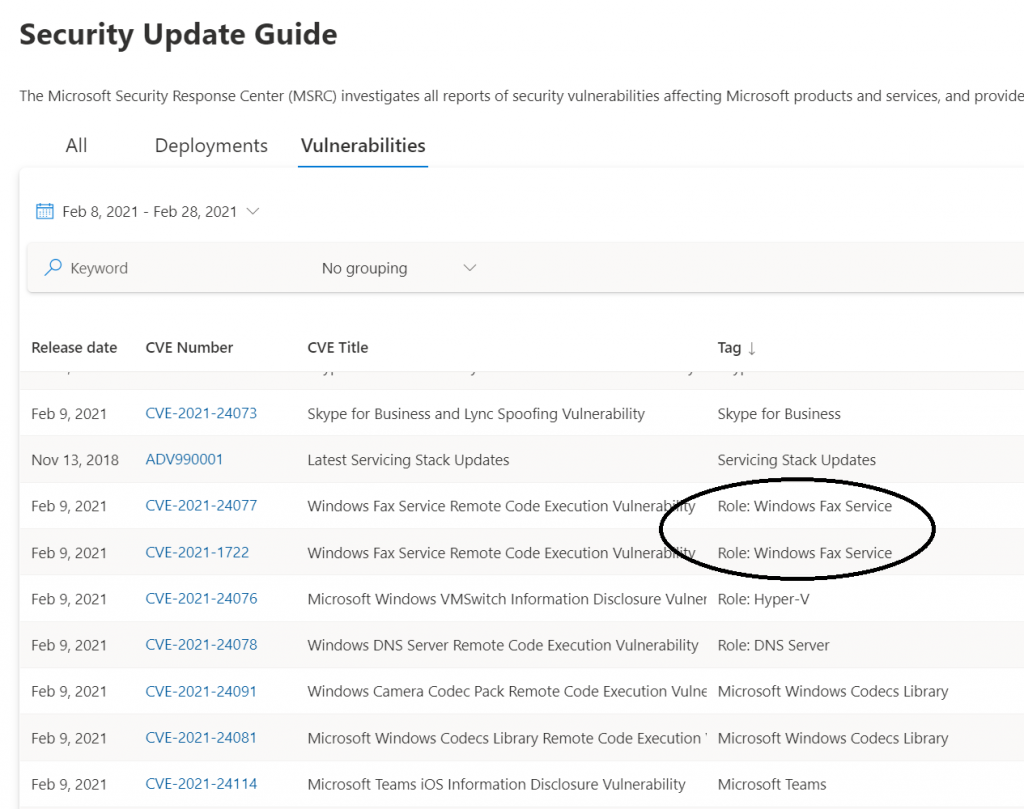 Security Update Guide
The Microsoft Security Response Center (MSRC) investigates all reports of security vulnerabilities affecting Microsoft products and services, and provide
All Deployments Vulnerabilities
Feb 8, 2021 - Feb 28, 2021
Keyword No grouping
Release date CVE Number CVE Title Tag ↓
Feb 9, 2021 CVE-2021-24073 Skype for Business and Lync Spoofing Vulnerability Skype for Business
Nov 13, 2018 ADV990001 Latest Servicing Stack Updates Servicing Stack Updates
Feb 9, 2021 CVE-2021-24077 Windows Fax Service Remote Code Execution Vulnerability Role: Windows Fax Service
Feb 9, 2021 CVE-2021-1722 Windows Fax Service Remote Code Execution Vulnerability Role: Windows Fax Service
Feb 9, 2021 CVE-2021-24076 Microsoft Windows VMSwitch Information Disclosure Vulner Role: Hyper-V
Feb 9, 2021 CVE-2021-24078 Windows DNS Server Remote Code Execution Vulnerability Role: DNS Server
Feb 9, 2021 CVE-2021-24091 Windows Camera Codec Pack Remote Code Execution Vulne Microsoft Windows Codecs Library
Feb 9, 2021 CVE-2021-24081 Microsoft Windows Codecs Library Remote Code Execution Microsoft Windows Codecs Library
Feb 9, 2021 CVE-2021-24114 Microsoft Teams iOS Information Disclosure Vulnerability Microsoft Teams